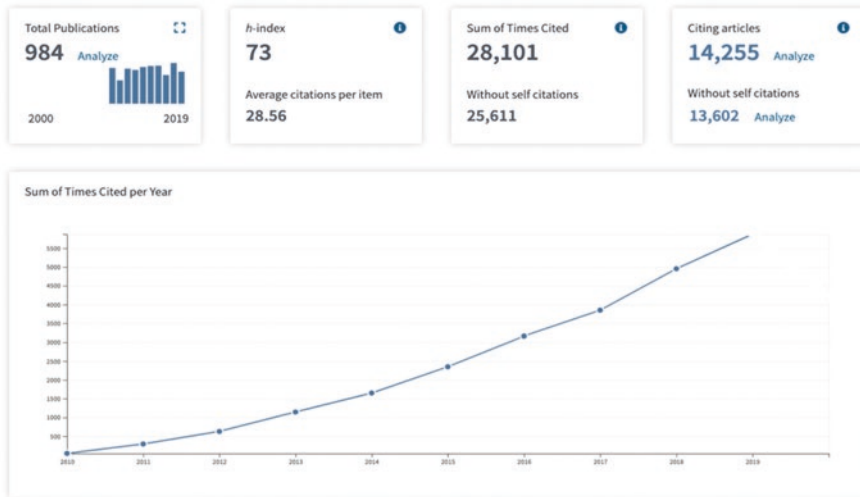 Total Publications
984 Analyze
2000 2019
h-index
73
Average citations per item
28.56
Sum of Times Cited
28,101
Without self citations
25,611
Citing articles
14,255 Analyze
Without self citations
13,602 Analyze
Sum of Times Cited per Year
5500
5000
4500
4000
3500
3000
2500
2000
1500
1000
500
2010 2011 2012 2013 2014 2015 2016 2017 2018 2019